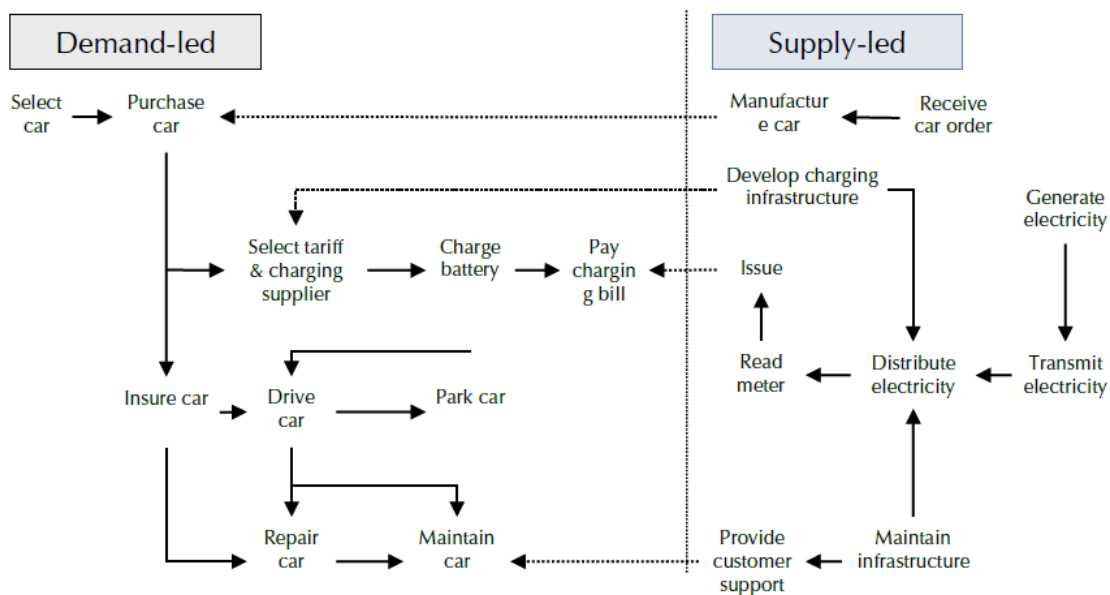 Demand-led
Supply-led
Select
car
Purchase
car
Manufactur
e car
Receive
car order
Develop charging
infrastructure
Generate
electricity
Select tariff
& charging
supplier
Charge
battery
Pay
chargin
g bill
Issue
Insure car
Drive
car
Park car
Read
meter
Distribute
electricity
Transmit
electricity
Repair
car
Maintain
car
Provide
customer
support
Maintain
infrastructure